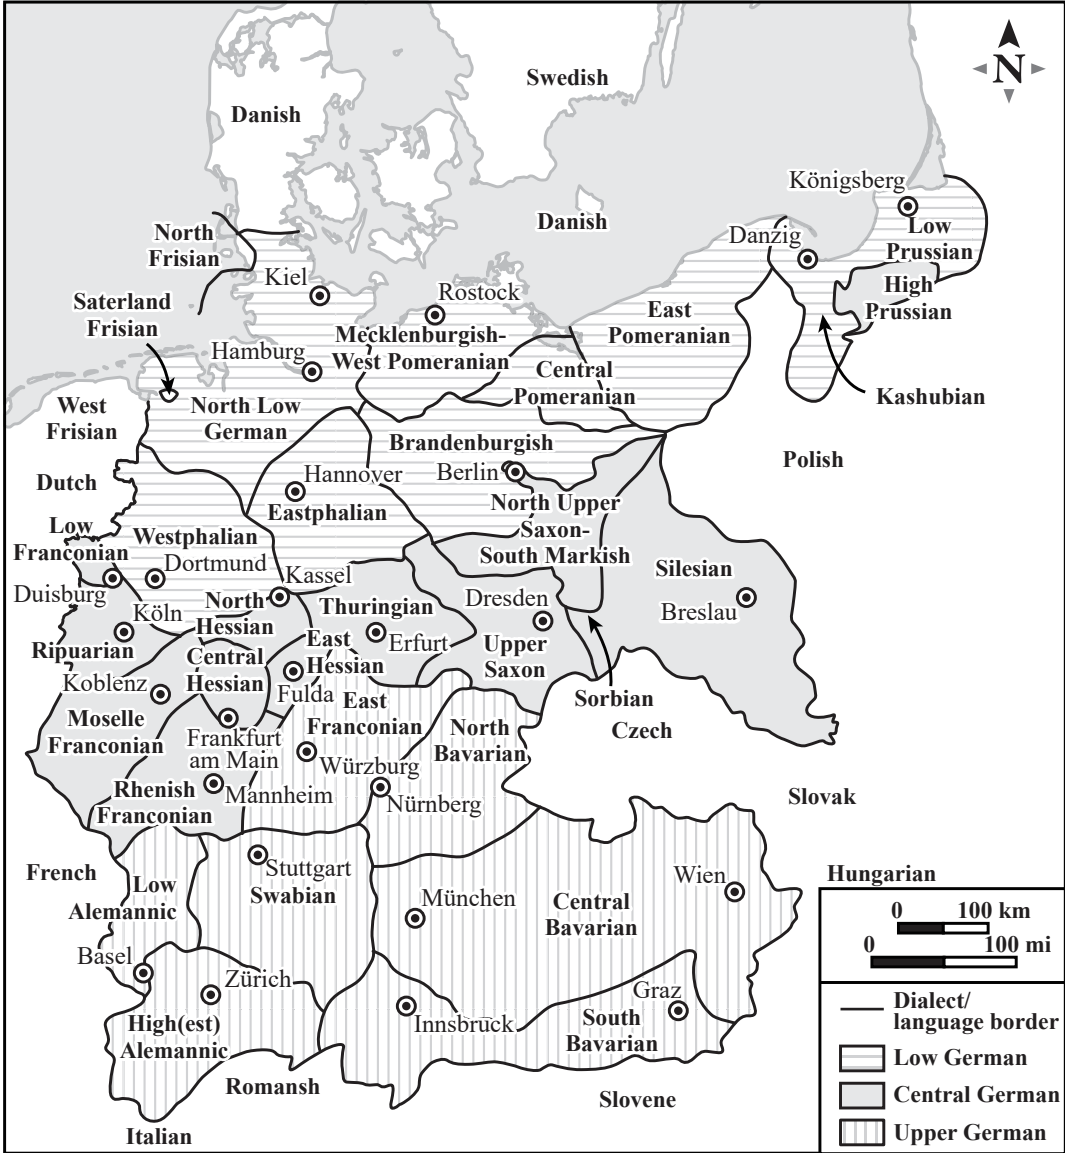 Swedish
Danish
N
Königsberg
Danish
Danzig
Low
Prussian
North
Frisian
Kiel
High
Prussian
Saterland
Frisian
Rostock
East
Pomeranian
Mecklenburgish-
West Pomeranian
Hamburg
Central
Pomeranian
Kashubian
West
Frisian
North Low
German
Brandenburgish
Polish
Berlin
Hannover
Dutch
Eastphalian
North Upper
Saxon-
South Markish
Low
Franconian
Westphalian
Dortmund
Kassel
Silesian
Duisburg
Köln
North
Hessian
Thuringian
Dresden
Breslau
Ripuarian
Central
Hessian
East
Hessian
Erfurt
Upper
Saxon
Koblenz
Fulda
Sorbian
Moselle
Franconian
East
Franconian
North
Bavarian
Czech
Frankfurt
am Main
Würzburg
Rhenish
Franconian
Mannheim
Nürnberg
Slovak
French
Low
Alemannic
Stuttgart
Swabian
München
Central
Bavarian
Wien
Hungarian
Basel
Zürich
Graz
High(est)
Alemannic
Innsbruck
South
Bavarian
Romansh
Slovene
Italian
0 100 km
0 100 mi
Dialect/
language border
Low German
Central German
Upper German